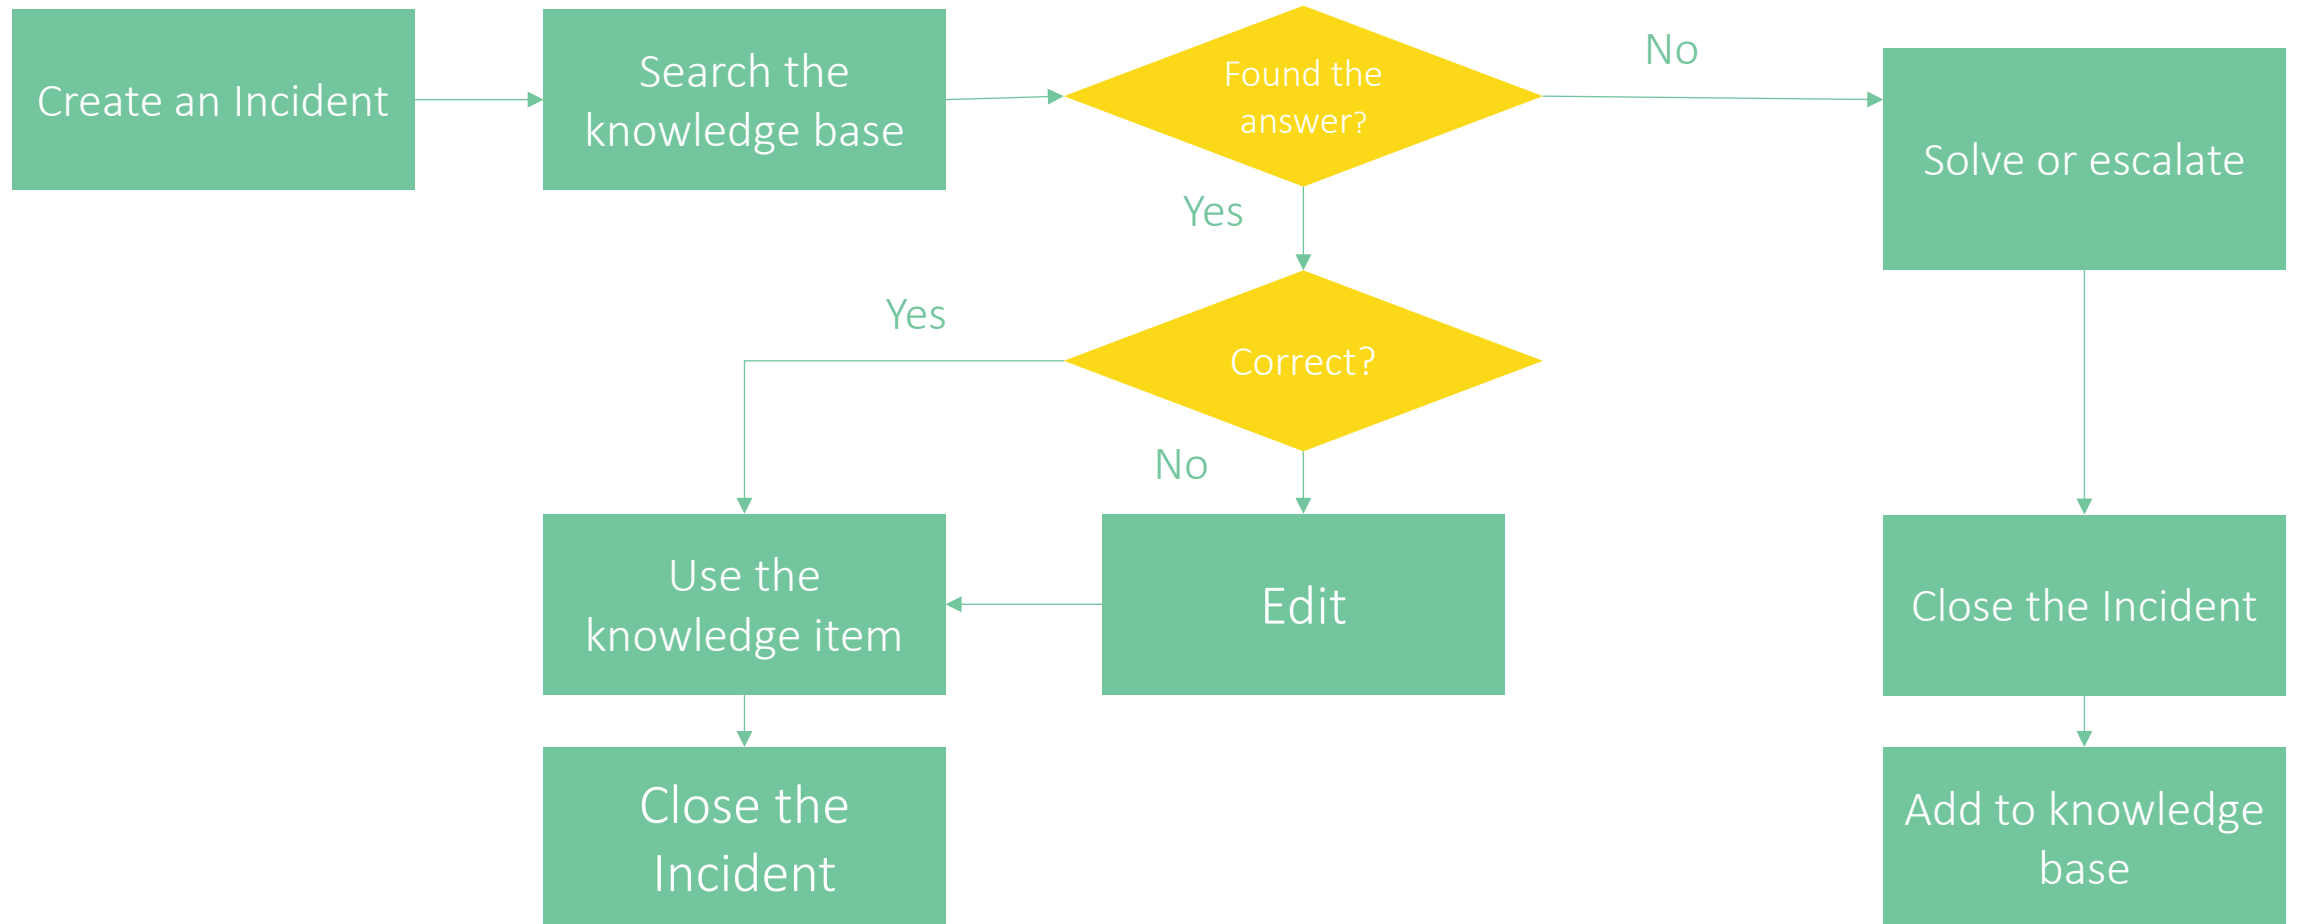 Create an Incident
Search the
knowledge base
Found the
answer?
No
Solve or escalate
Yes
Yes
Correct?
No
Use the
knowledge item
Edit
Close the Incident
Close the
Incident
Add to knowledge
base